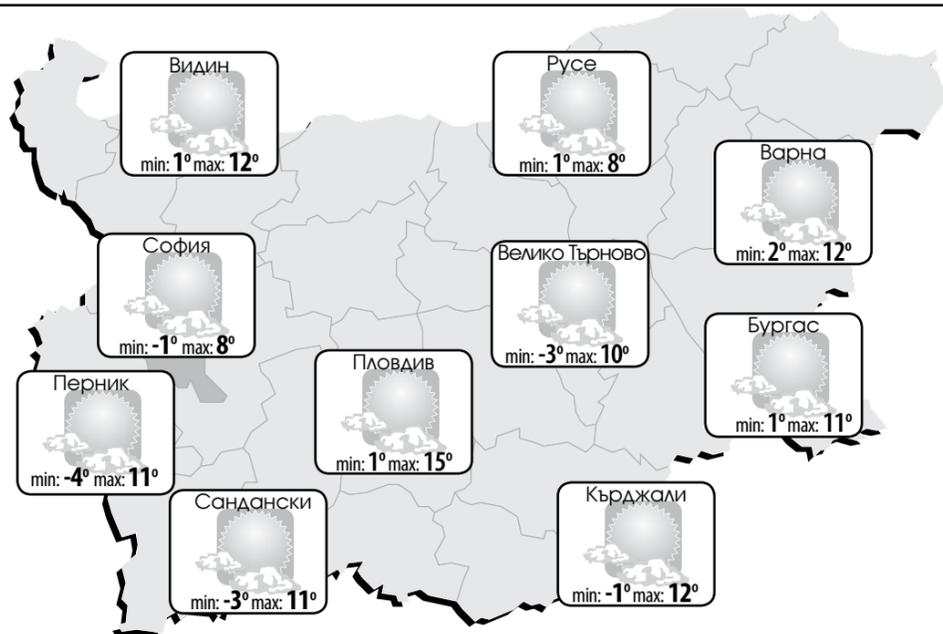 Видин
min: 1° max: 12°
Русе
min: 1° max: 8°
Варна
min: 2° max: 12°
София
min: -1° max: 8°
Велико Търново
min: -3° max: 10°
Бургас
min: 1° max: 11°
Пловдив
min: 1° max: 15°
Перник
min: -4° max: 11°
Сандански
min: -3° max: 11°
Кърджали
min: -1° max: 12°